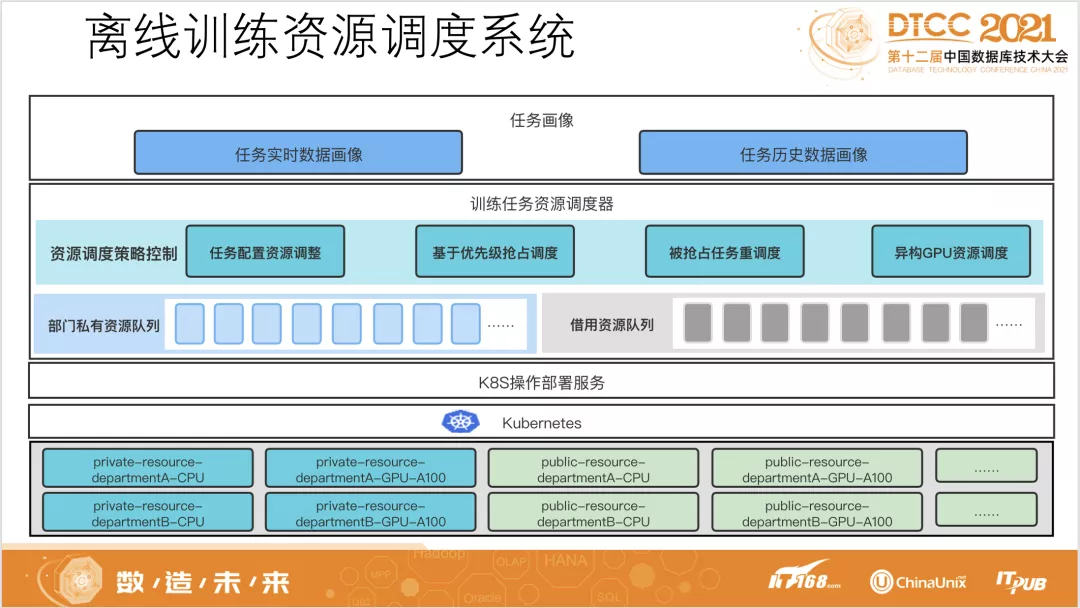 离线训练资源调度系统
DTCC 2021
第十二届中国数据库技术大会
DATABASE TECHNOLOGY CONFERENCE CHINA 2021
任务画像
任务实时数据画像
任务历史数据画像
训练任务资源调度器
资源调度策略控制
任务配置资源调整
基于优先级抢占调度
被抢占任务重调度
异构GPU资源调度
部门私有资源队列
......
借用资源队列
......
K8S操作部署服务
Kubernetes
private-resource-
departmentA-CPU
private-resource-
departmentA-GPU-A100
public-resource-
departmentA-CPU
public-resource-
departmentA-GPU-A100
......
private-resource-
departmentB-CPU
private-resource-
departmentB-GPU-A100
public-resource-
departmentB-CPU
public-resource-
departmentB-GPU-A100
......
数/造/未/来
Hadoop
MPP
OLAP
HANA
DB2
Oracle
SQL
IT168.com
ChinaUnix.net
ITPUB